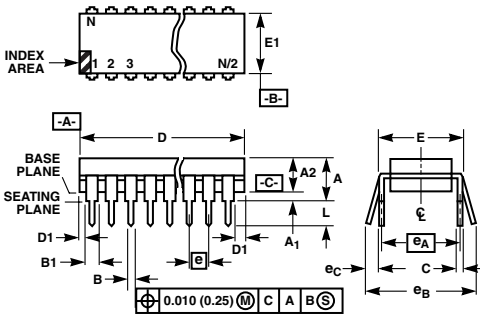 N
INDEX
AREA
1 2 3 N/2
E1
-B-
-A-
D
E
BASE
PLANE
A2 A
-C-
SEATING
PLANE
L
D1
B1
A1
D1
e
B
℄
eA
eC
C
eB
⌖ 0.010 (0.25) Ⓜ C A B Ⓢ